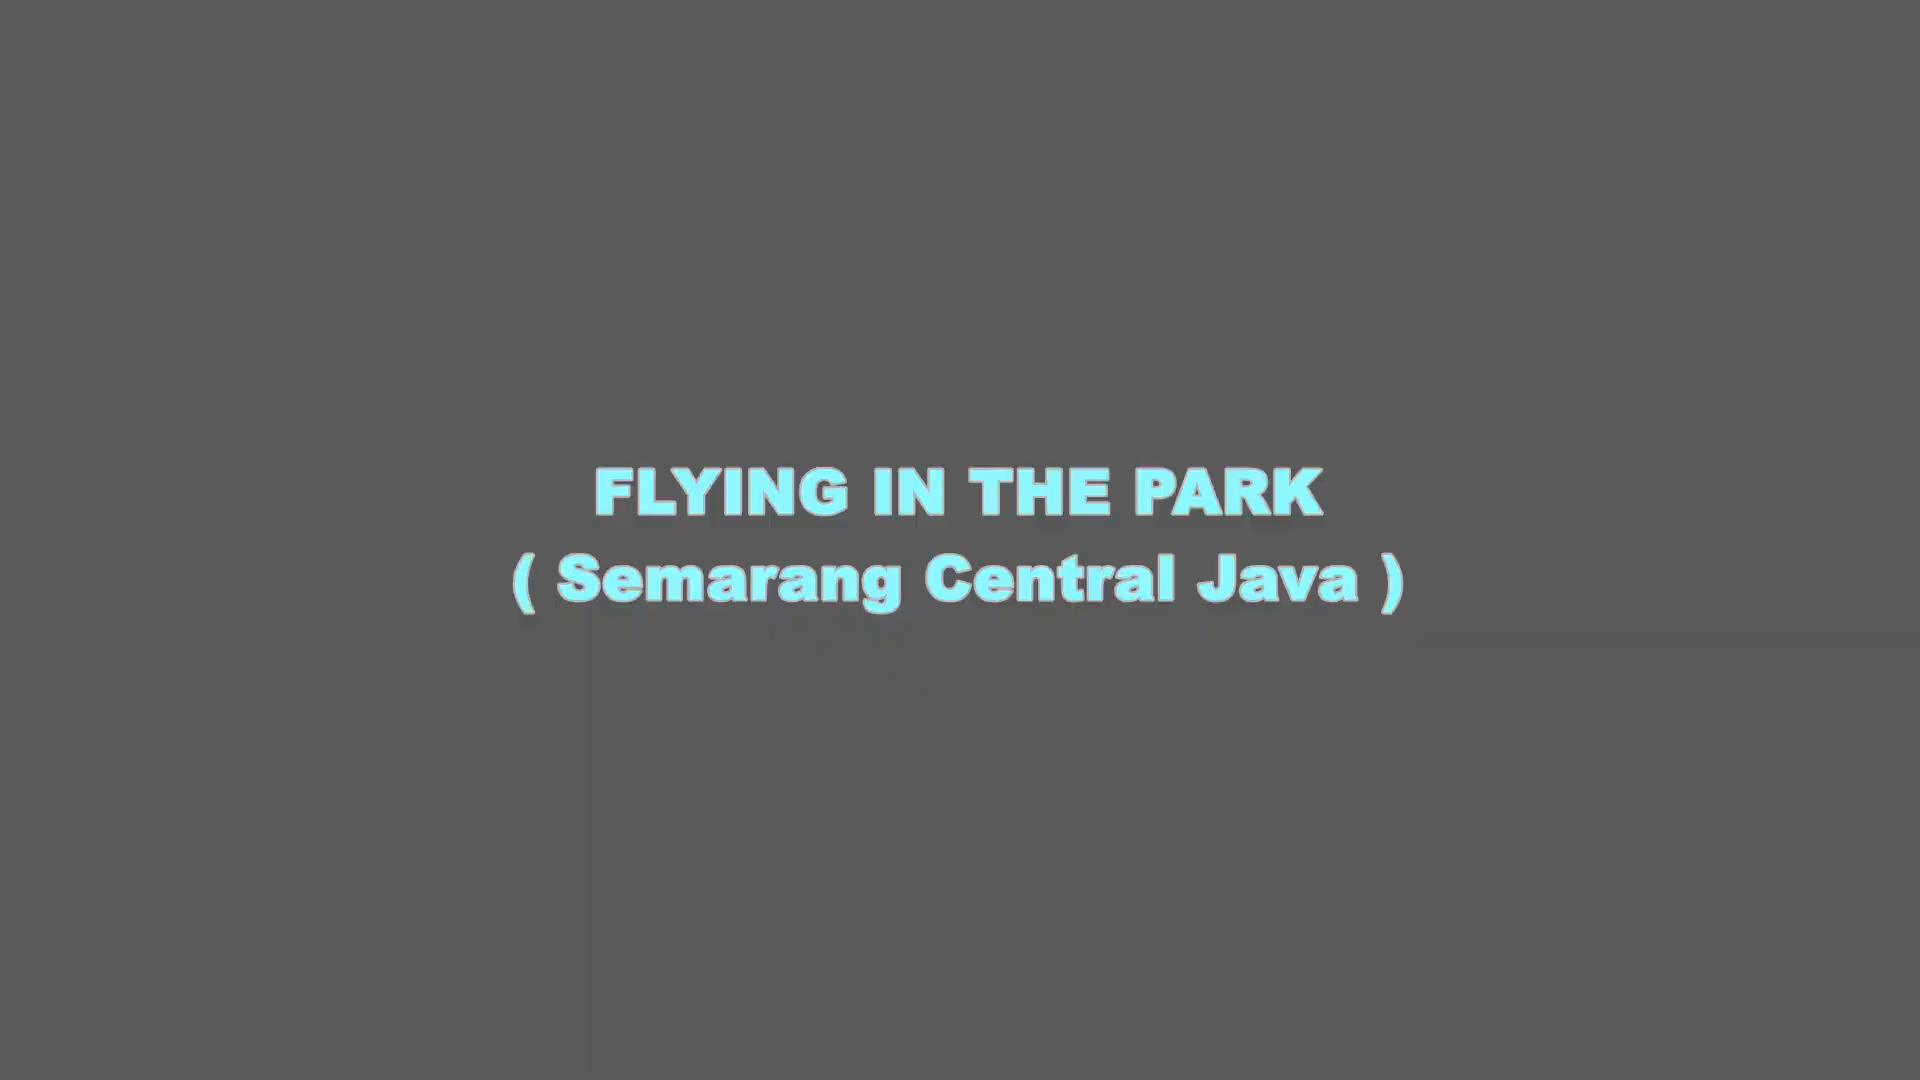 FLYING IN THE PARK
( Semarang Central Java )